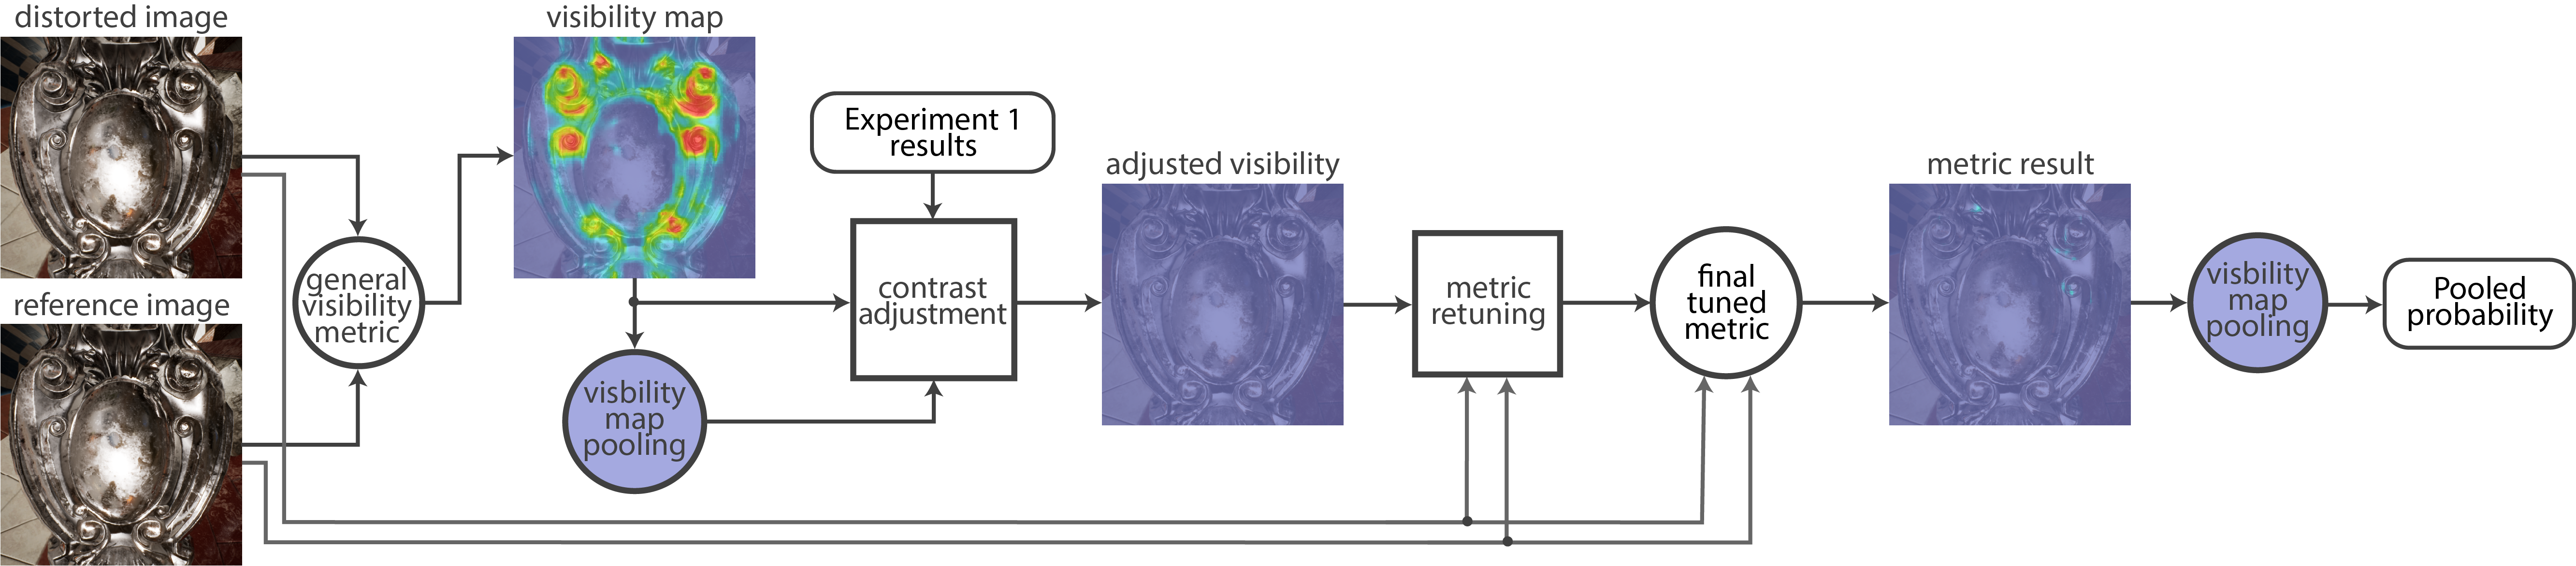 distorted image
reference image
general
visibility
metric
visibility map
visbility
map
pooling
Experiment 1
results
contrast
adjustment
adjusted visibility
metric
retuning
final
tuned
metric
metric result
visbility
map
pooling
Pooled
probability